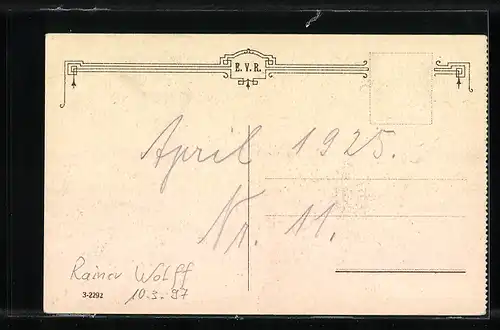 E. V. R.
April 1925.
Nr. 11.
Rainer Wolff
10.3.97
3-2292